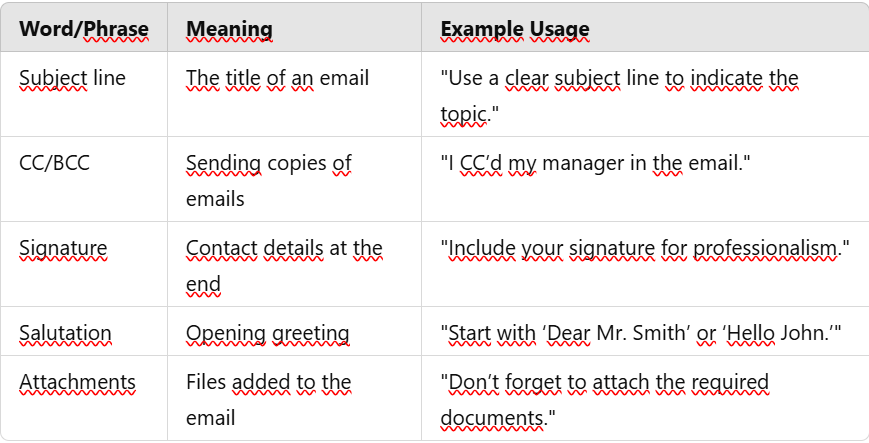 Word/Phrase Meaning Example Usage
Subject line The title of an email "Use a clear subject line to indicate the
topic."
CC/BCC Sending copies of "I CC’d my manager in the email."
emails
Signature Contact details at the "Include your signature for professionalism."
end
Salutation Opening greeting "Start with ‘Dear Mr. Smith’ or ‘Hello John.’"
Attachments Files added to the "Don’t forget to attach the required
email documents."